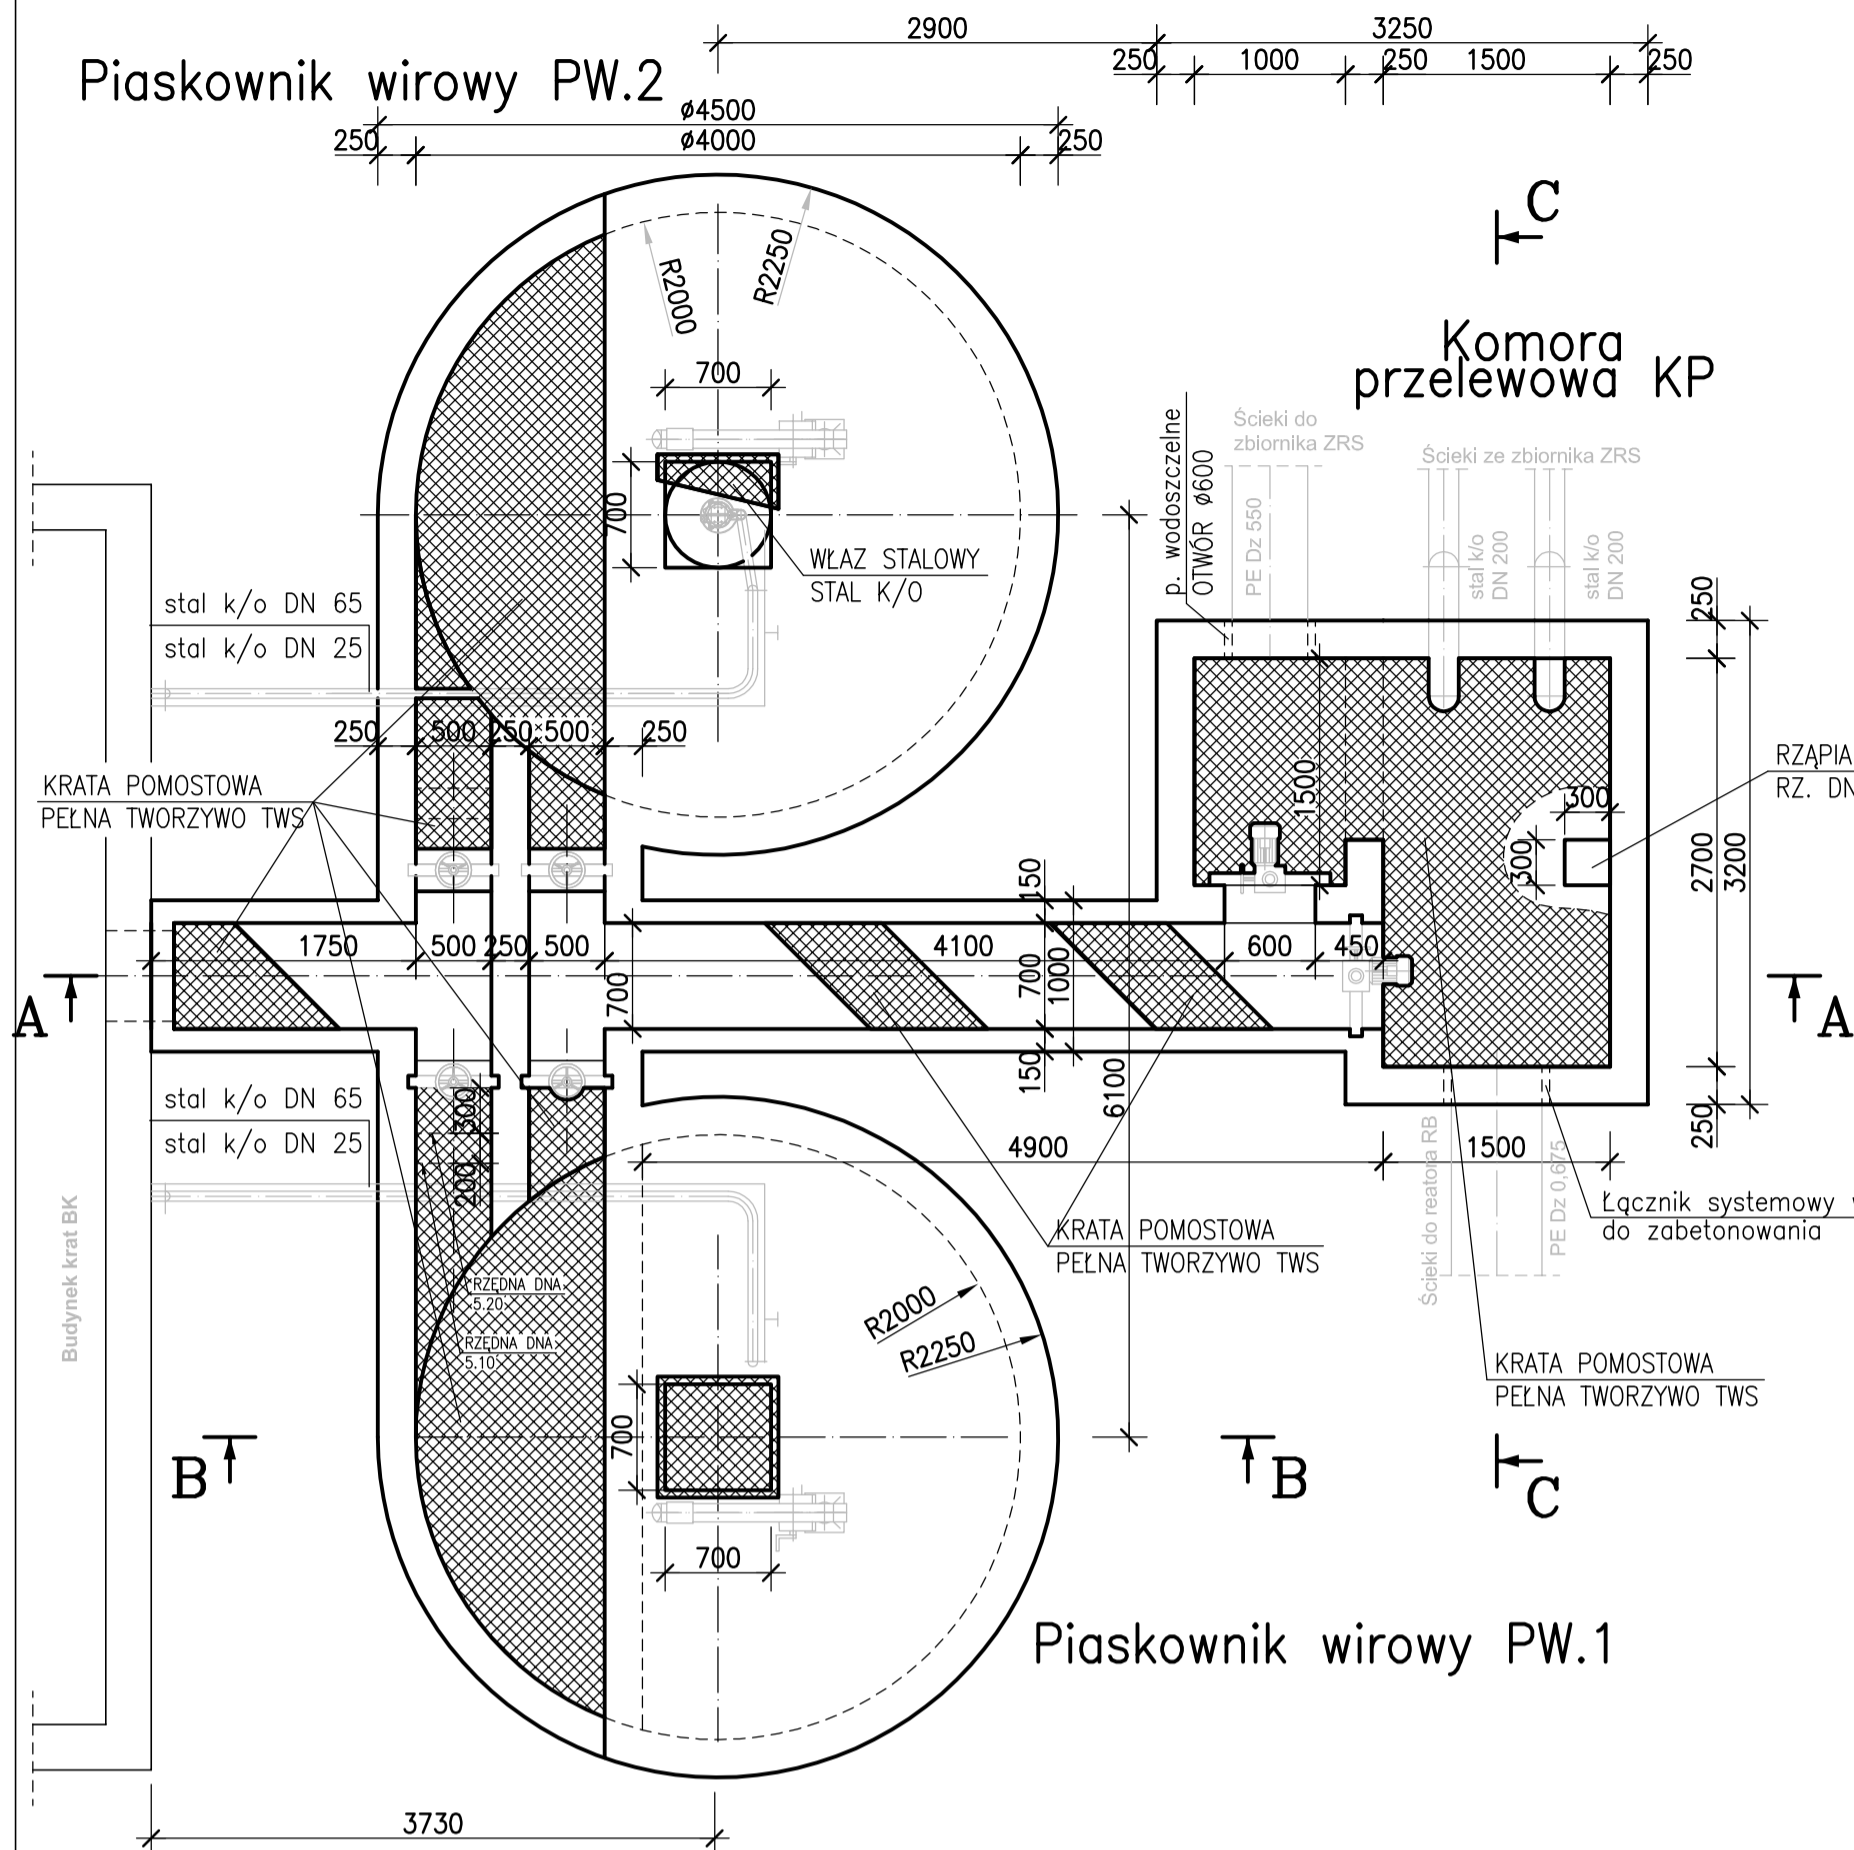 2900
3250
250
1000
250
1500
250
Piaskownik wirowy PW.2
ø4500
250
ø4000
250
C
R2000
R2250
Komora
przelewowa KP
700
700
WŁAZ STALOWY
STAL K/O
p. wodoszczelne
OTWÓR ø600
Ścieki do
zbiornika ZRS
PE Dz 550
Ścieki ze zbiornika ZRS
stal k/o
DN 200
stal k/o
DN 200
stal k/o DN 65
stal k/o DN 25
250
250
500
250
500
250
KRATA POMOSTOWA
PEŁNA TWORZYWO TWS
1500
300
300
RZĄPIA
RZ. DN
2700
3200
150
1750
500
250
500
700
4100
700
1000
600
450
A
A
150
6100
250
stal k/o DN 65
stal k/o DN 25
300
200
4900
1500
Ścieki do reatora RB
PE Dz 0,675
Łącznik systemowy
do zabetonowania
Budynek krat BK
KRATA POMOSTOWA
PEŁNA TWORZYWO TWS
RZĘDNA DNA
5.20
RZĘDNA DNA
5.10
R2000
R2250
KRATA POMOSTOWA
PEŁNA TWORZYWO TWS
700
B
B
C
700
Piaskownik wirowy PW.1
3730